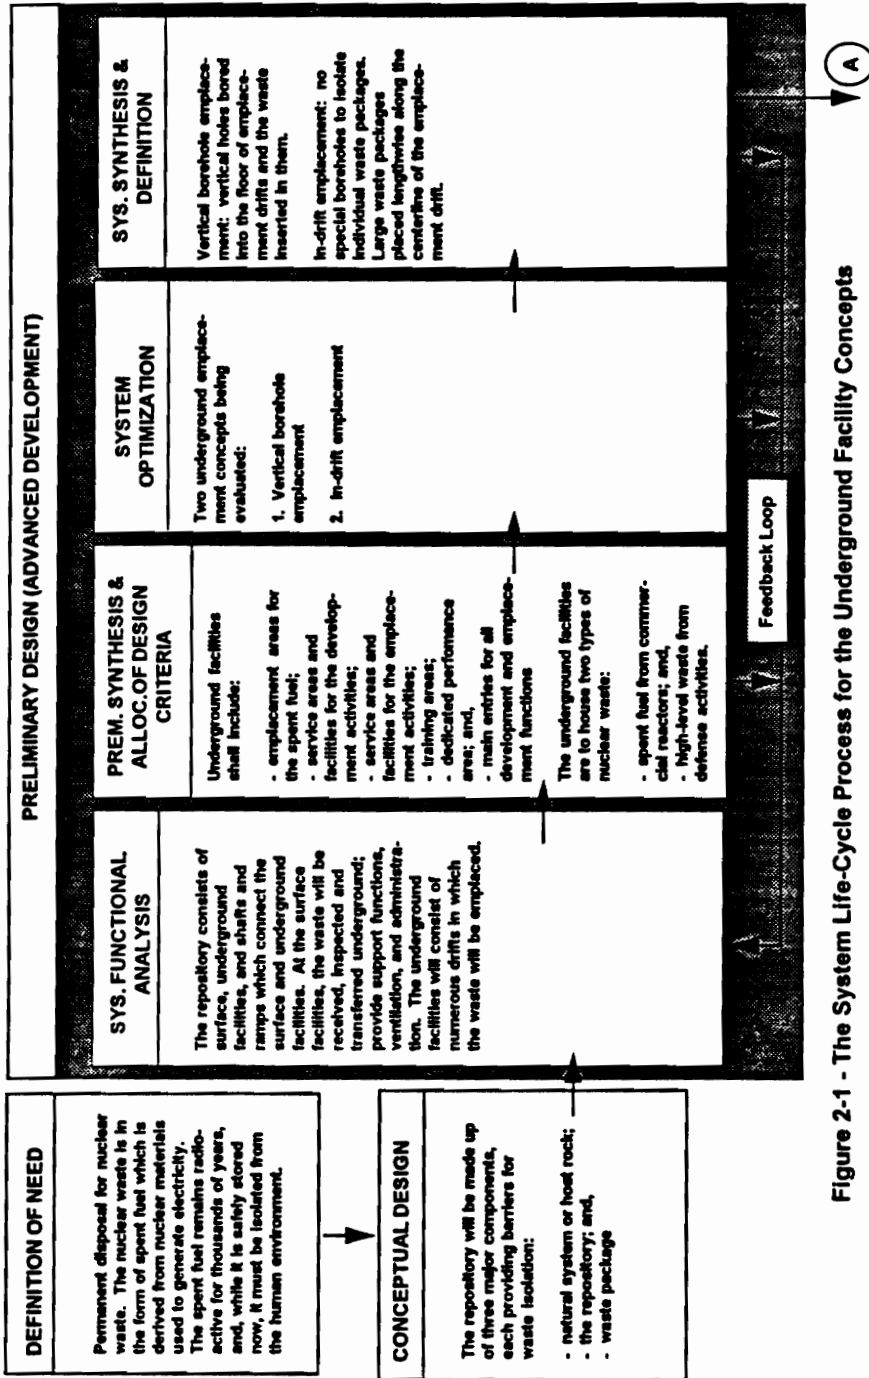 DEFINITION OF NEED
Permanent disposal for nuclear
waste. The nuclear waste is in
the form of spent fuel which is
derived from nuclear materials
used to generate electricity.
The spent fuel remains radio-
active for thousands of years,
and, while it is safely stored
now, it must be isolated from
the human environment.
CONCEPTUAL DESIGN
The repository will be made up
of three major components,
each providing barriers for
waste isolation:
- natural system or host rock;
- the repository; and,
- waste package
PRELIMINARY DESIGN (ADVANCED DEVELOPMENT)
SYS. FUNCTIONAL
ANALYSIS
The repository consists of
surface, underground
facilities, and shafts and
ramps which connect the
surface and underground
facilities. At the surface
facilities, the waste will be
received, inspected and
transferred underground;
provide support functions,
ventilation, and administra-
tion. The underground
facilities will consist of
numerous drifts in which
the waste will be emplaced.
PREM. SYNTHESIS &
ALLOC.OF DESIGN
CRITERIA
Underground facilities
shall include:
- emplacement areas for
the spent fuel;
- service areas and
facilities for the develop-
ment activities;
- service areas and
facilities for the emplace-
ment activities;
- training areas;
- dedicated perfomence
area; and,
- main entries for all
development and emplace-
ment functions
The underground facilities
are to house two types of
nuclear waste:
- spent fuel from commer-
cial reactors; and,
- high-level waste from
defense activities.
SYSTEM
OPTIMIZATION
Two underground emplace-
ment concepts being
evaluated:
1. Vertical borehole
emplacement
2. In-drift emplacement
SYS. SYNTHESIS &
DEFINITION
Vertical borehole emplace-
ment: vertical holes bored
into the floor of emplace-
ment drifts and the waste
inserted in them.
In-drift emplacement: no
special boreholes to isolate
individual waste packages.
Large waste packages
placed lengthwise along the
centerline of the emplace-
ment drift.
Feedback Loop
A
Figure 2-1 - The System Life-Cycle Process for the Underground Facility Concepts